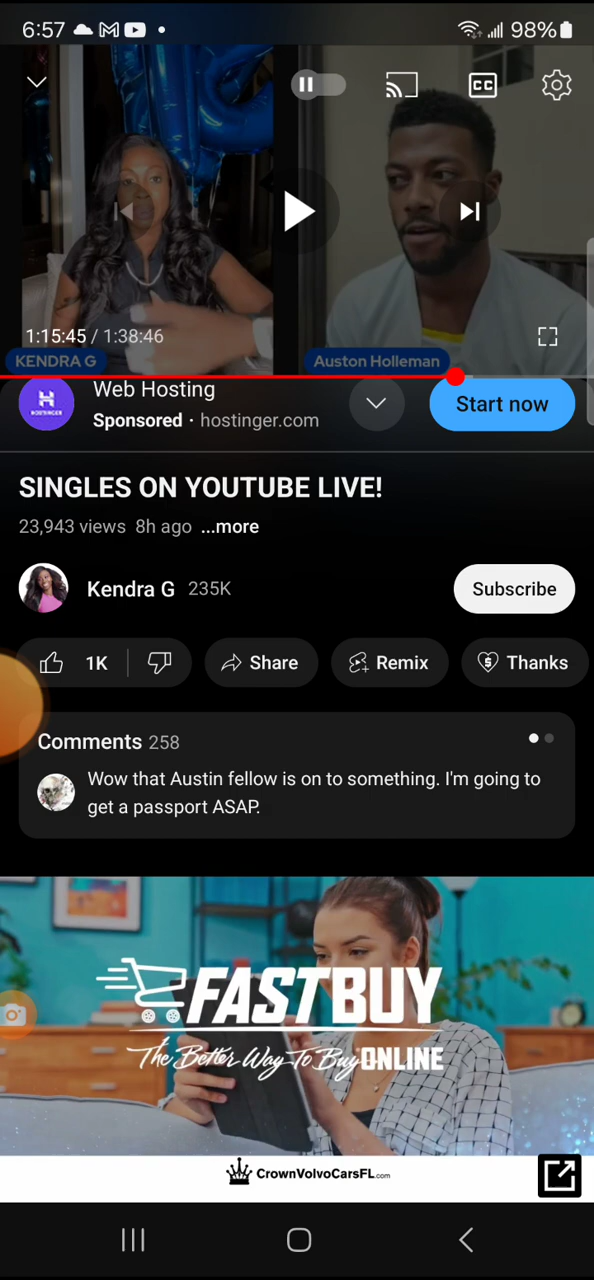 6:57
98%
CC
1:15:45 / 1:38:46
KENDRA G
Auston Holleman
Web Hosting
HOSTINGER
Sponsored · hostinger.com
Start now
SINGLES ON YOUTUBE LIVE!
23,943 views 8h ago ...more
Kendra G 235K
Subscribe
1K
Share
Remix
Thanks
Comments 258
Wow that Austin fellow is on to something. I'm going to
get a passport ASAP.
FASTBUY
The Better Way To Buy ONLINE
CrownVolvoCarsFL.com